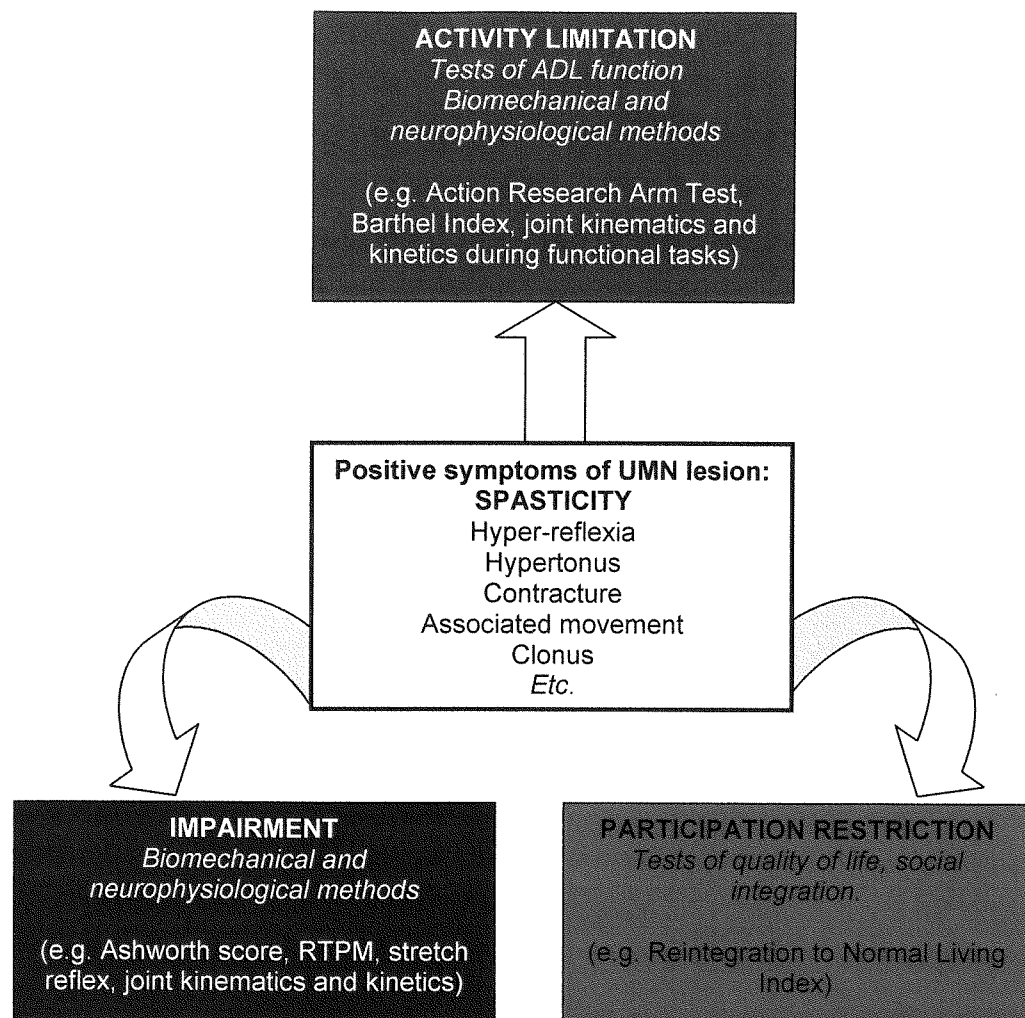 ACTIVITY LIMITATION
Tests of ADL function
Biomechanical and
neurophysiological methods
(e.g. Action Research Arm Test,
Barthel Index, joint kinematics and
kinetics during functional tasks)
Positive symptoms of UMN lesion:
SPASTICITY
Hyper-reflexia
Hypertonus
Contracture
Associated movement
Clonus
Etc.
IMPAIRMENT
Biomechanical and
neurophysiological methods
(e.g. Ashworth score, RTPM, stretch
reflex, joint kinematics and kinetics)
PARTICIPATION RESTRICTION
Tests of quality of life, social
integration.
(e.g. Reintegration to Normal Living
Index)